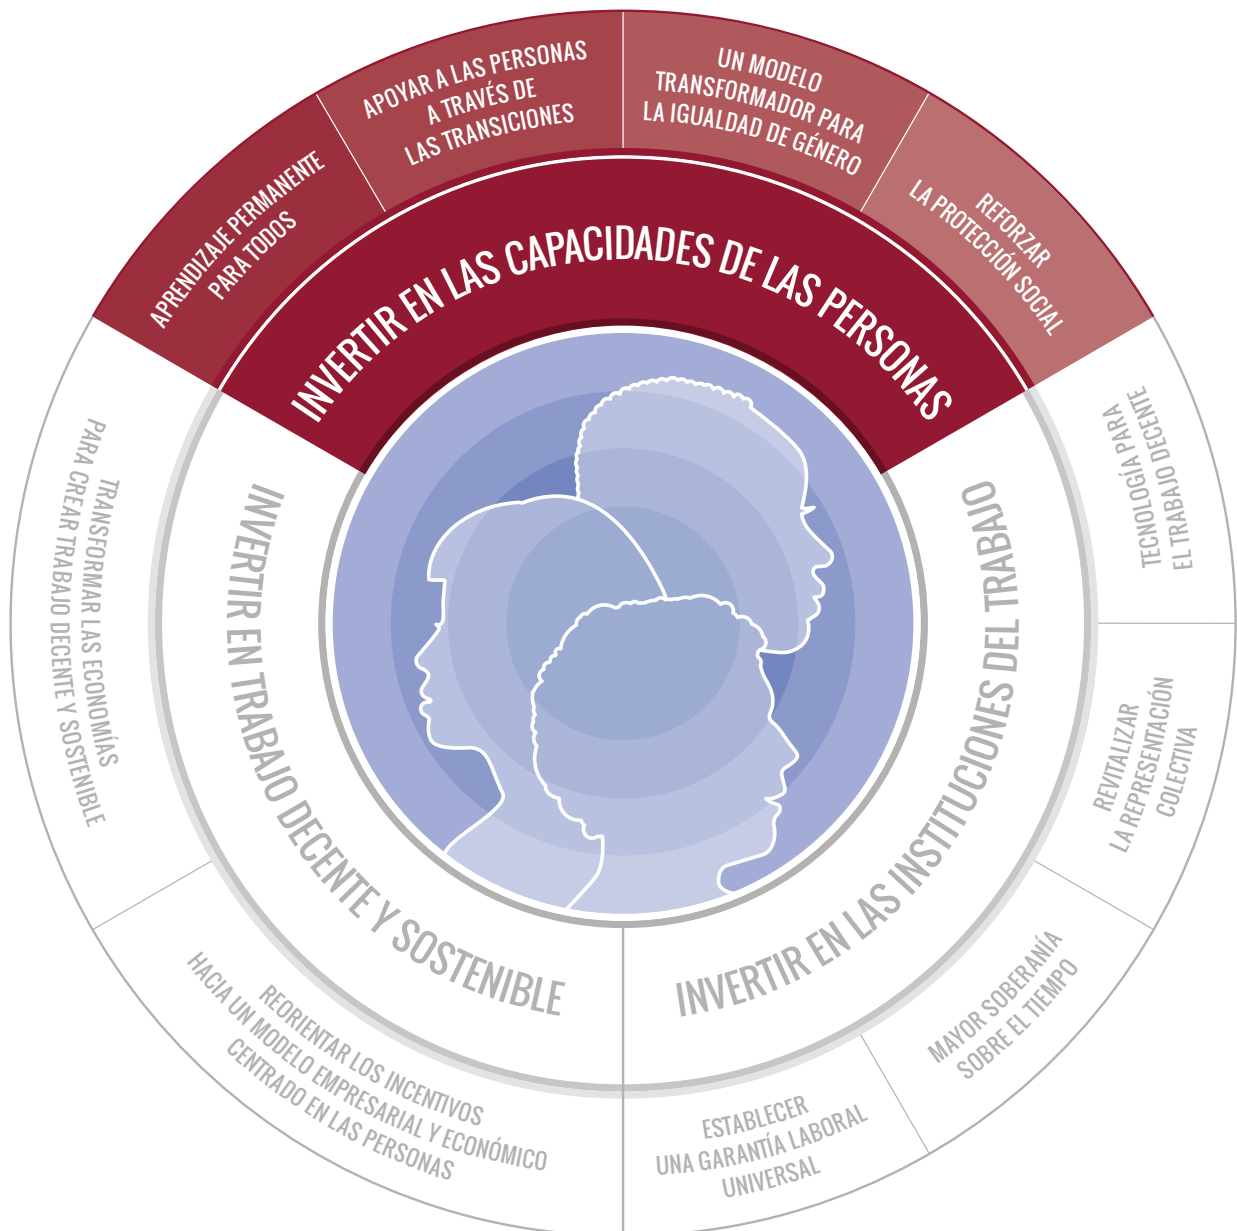 INVERTIR EN LAS CAPACIDADES DE LAS PERSONAS
APRENDIZAJE PERMANENTE
PARA TODOS
APOYAR A LAS PERSONAS
A TRAVÉS DE
LAS TRANSICIONES
UN MODELO
TRANSFORMADOR PARA
LA IGUALDAD DE GÉNERO
REFORZAR
LA PROTECCIÓN SOCIAL
INVERTIR EN LAS INSTITUCIONES DEL TRABAJO
TECNOLOGÍA PARA
EL TRABAJO DECENTE
REVITALIZAR
LA REPRESENTACIÓN
COLECTIVA
MAYOR SOBERANÍA
SOBRE EL TIEMPO
ESTABLECER
UNA GARANTÍA LABORAL
UNIVERSAL
INVERTIR EN TRABAJO DECENTE Y SOSTENIBLE
REORIENTAR LOS INCENTIVOS
HACIA UN MODELO EMPRESARIAL Y ECONÓMICO
CENTRADO EN LAS PERSONAS
TRANSFORMAR LAS ECONOMÍAS
PARA CREAR TRABAJO DECENTE Y SOSTENIBLE